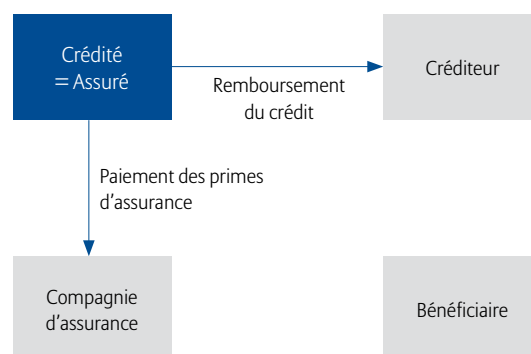 Crédité
= Assuré
Remboursement
du crédit
Créditeur
Paiement des primes
d’assurance
Compagnie
d’assurance
Bénéficiaire